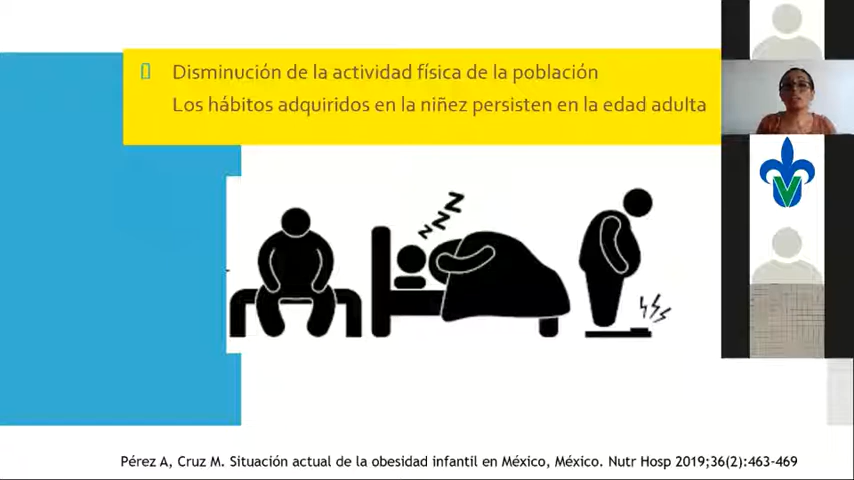 Disminución de la actividad física de la población
Los hábitos adquiridos en la niñez persisten en la edad adulta
z z z
Pérez A, Cruz M. Situación actual de la obesidad infantil en México, México. Nutr Hosp 2019;36(2):463-469